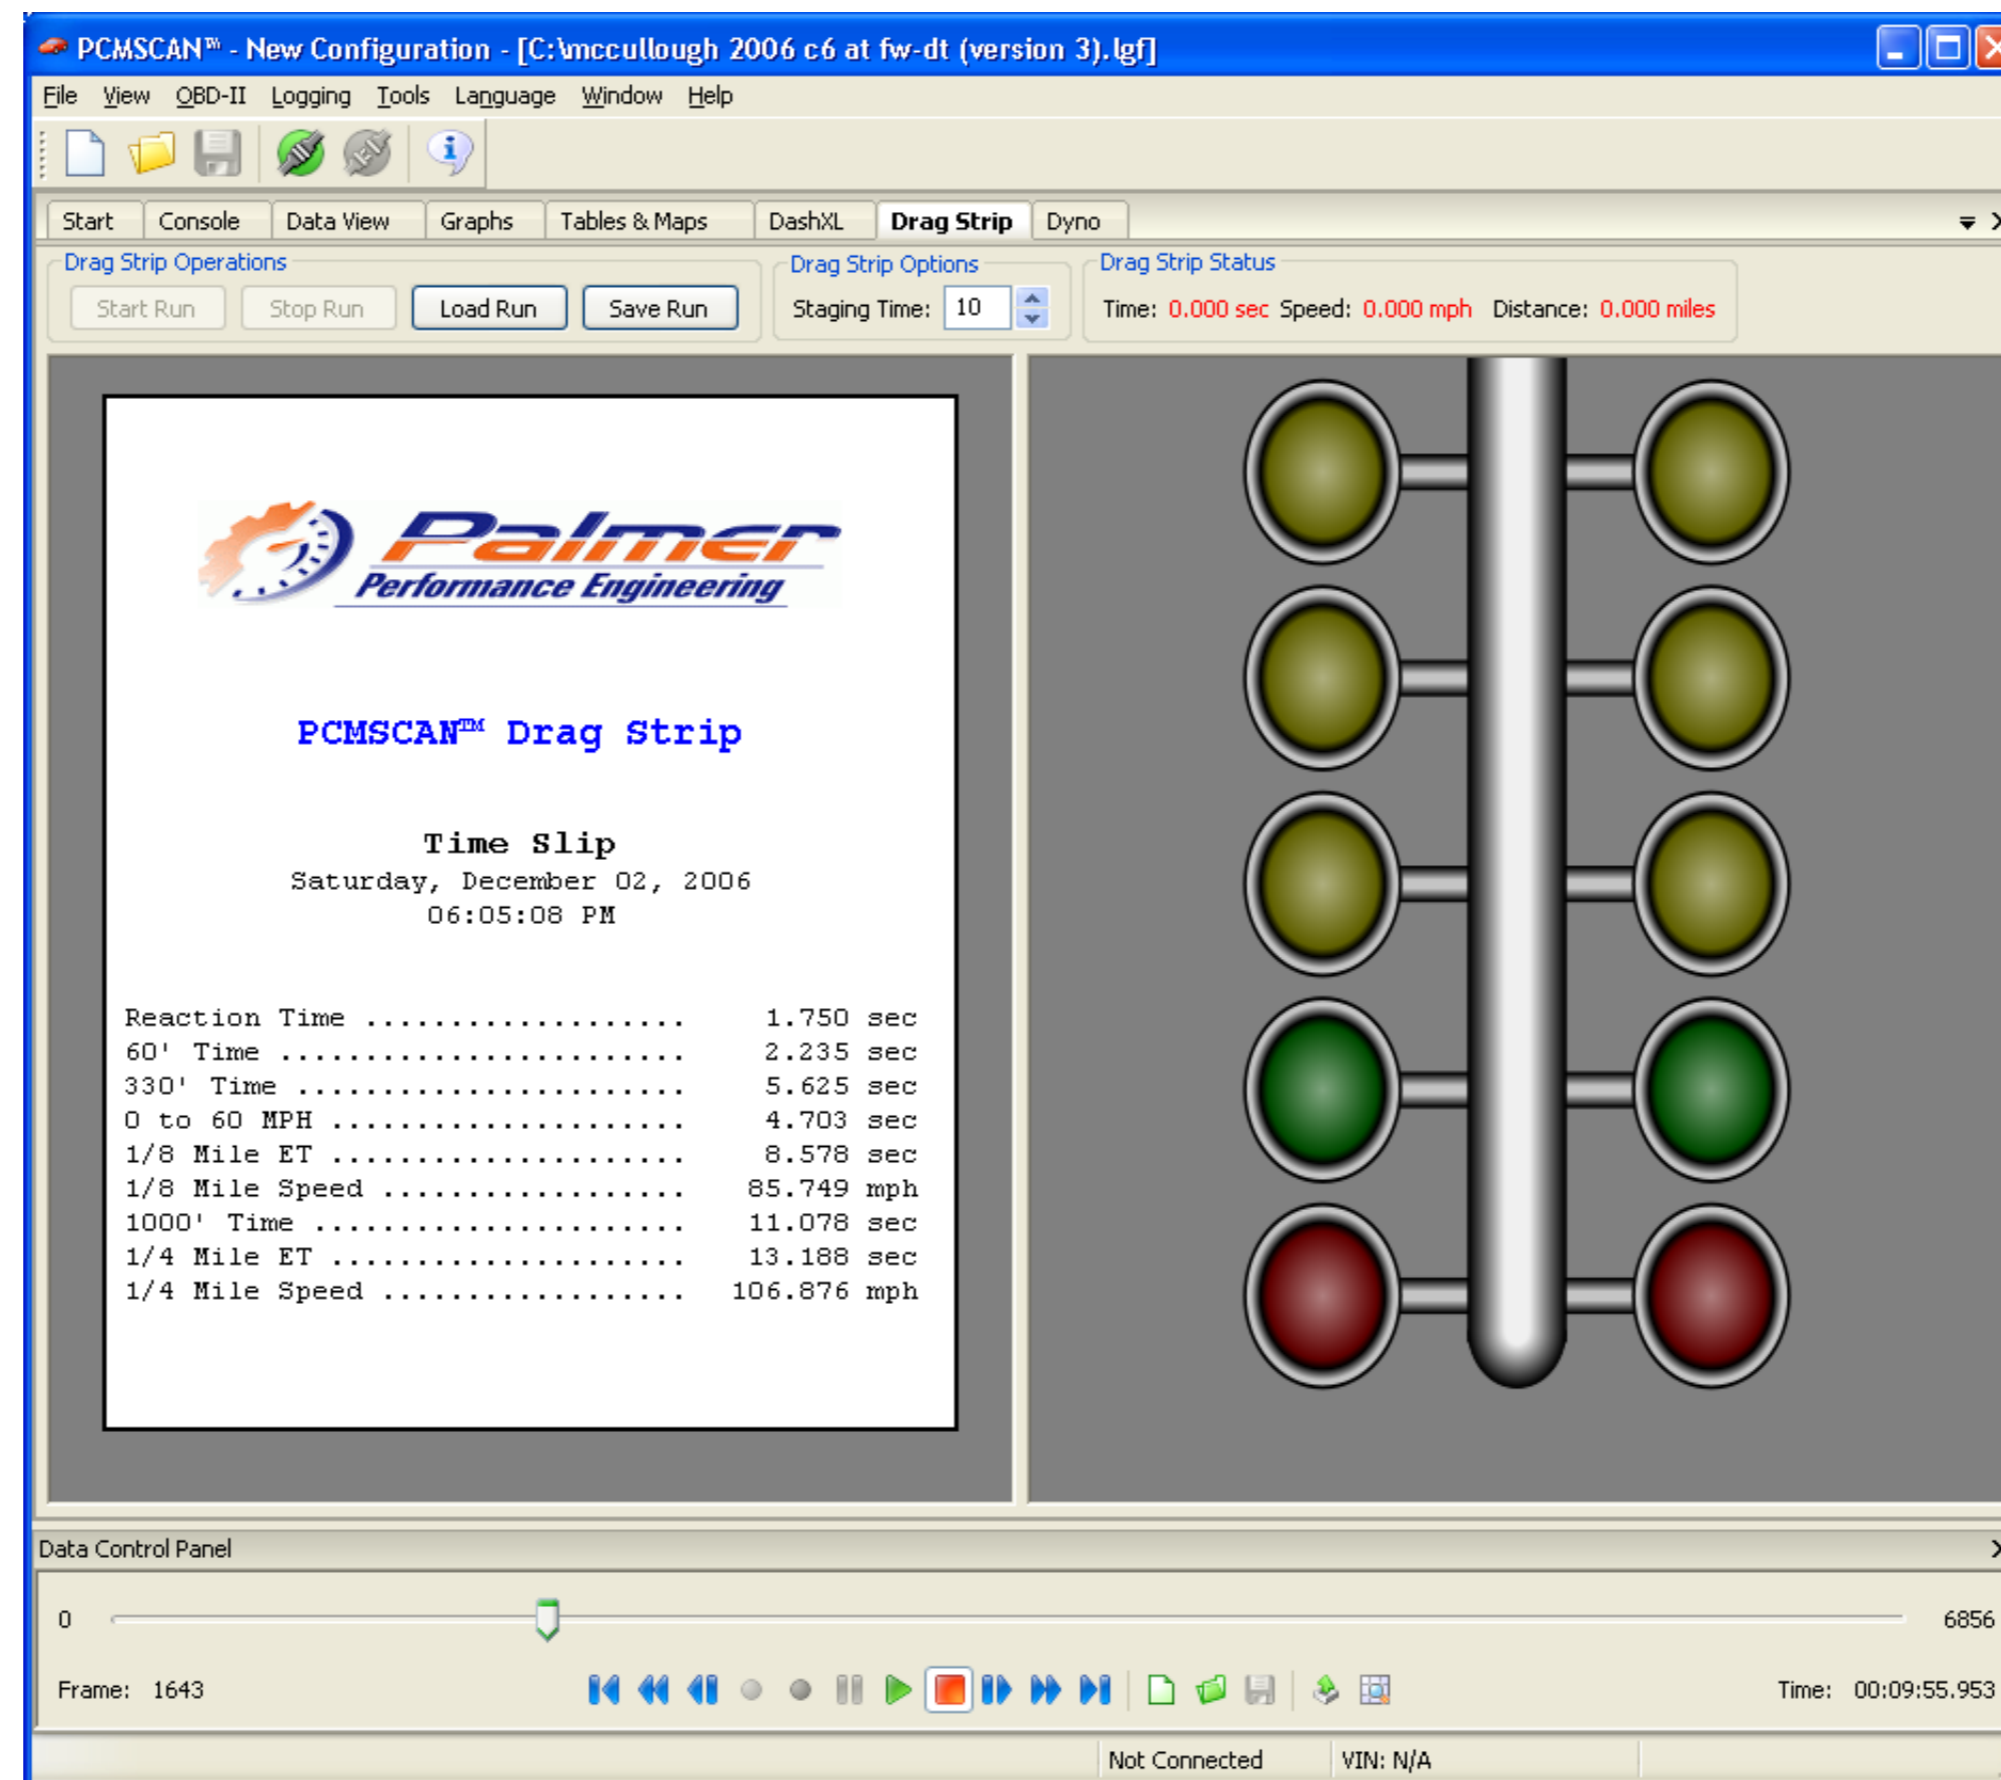 PCMSCAN™ - New Configuration - [C:\mccullough 2006 c6 at fw-dt (version 3).lgf]
File View OBD-II Logging Tools Language Window Help
Start Console Data View Graphs Tables & Maps DashXL Drag Strip Dyno
Drag Strip Operations Drag Strip Options Drag Strip Status
Start Run Stop Run Load Run Save Run Staging Time: 10 Time: 0.000 sec Speed: 0.000 mph Distance: 0.000 miles
Palmer
Performance Engineering
PCMSCAN™ Drag Strip
Time Slip
Saturday, December 02, 2006
06:05:08 PM
Reaction Time ................... 1.750 sec
60' Time ........................ 2.235 sec
330' Time ....................... 5.625 sec
0 to 60 MPH ..................... 4.703 sec
1/8 Mile ET ..................... 8.578 sec
1/8 Mile Speed .................. 85.749 mph
1000' Time ...................... 11.078 sec
1/4 Mile ET ..................... 13.188 sec
1/4 Mile Speed .................. 106.876 mph
Data Control Panel
0 6856
Frame: 1643 Time: 00:09:55.953
Not Connected VIN: N/A